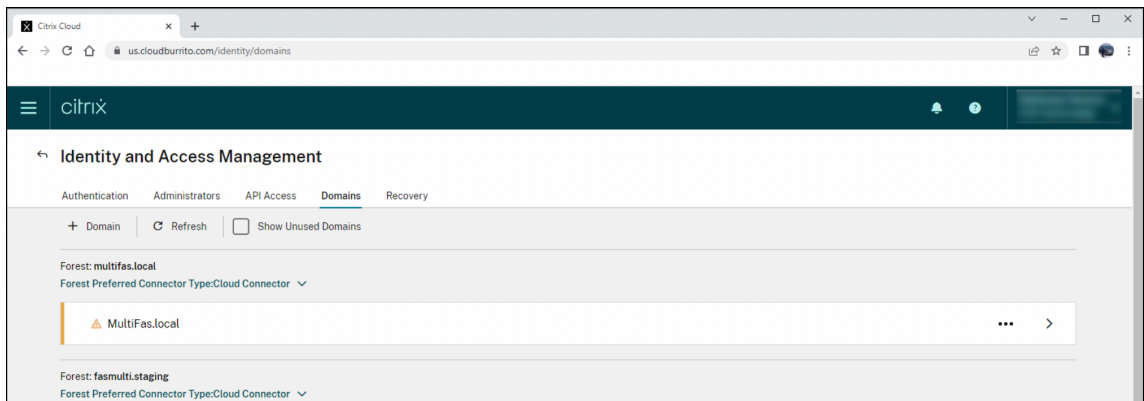 Citrix Cloud
us.cloudburrito.com/identity/domains
citrix
Identity and Access Management
Authentication Administrators API Access Domains Recovery
+ Domain Refresh Show Unused Domains
Forest: multifas.local
Forest Preferred Connector Type:Cloud Connector
MultiFas.local
Forest: fasmulti.staging
Forest Preferred Connector Type:Cloud Connector